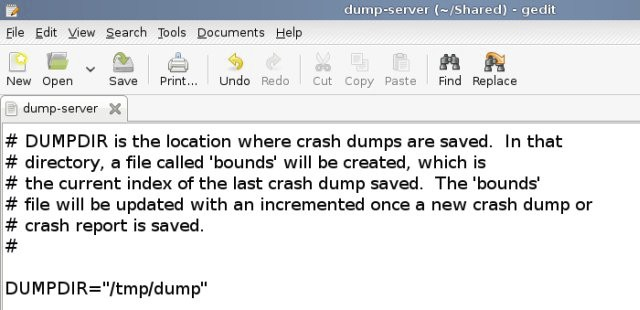 dump-server (~/Shared) - gedit
File Edit View Search Tools Documents Help
New Open Save Print... Undo Redo Cut Copy Paste Find Replace
dump-server
# DUMPDIR is the location where crash dumps are saved.  In that
# directory, a file called 'bounds' will be created, which is
# the current index of the last crash dump saved.  The 'bounds'
# file will be updated with an incremented once a new crash dump or
# crash report is saved.
#
DUMPDIR="/tmp/dump"